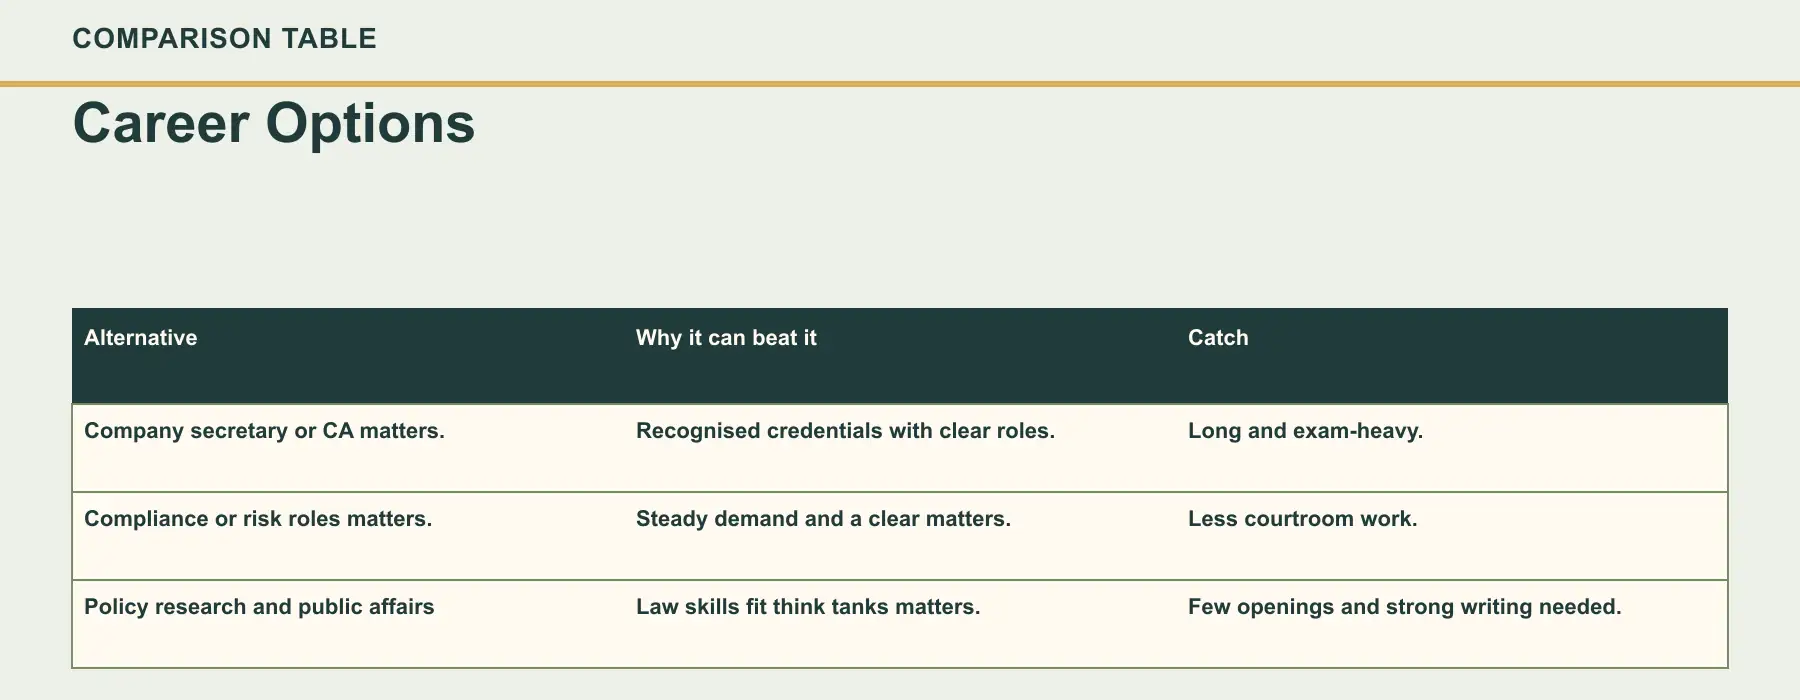 COMPARISON TABLE
Career Options
Alternative Why it can beat it Catch
Company secretary or CA matters. Recognised credentials with clear roles. Long and exam-heavy.
Compliance or risk roles matters. Steady demand and a clear matters. Less courtroom work.
Policy research and public affairs Law skills fit think tanks matters. Few openings and strong writing needed.